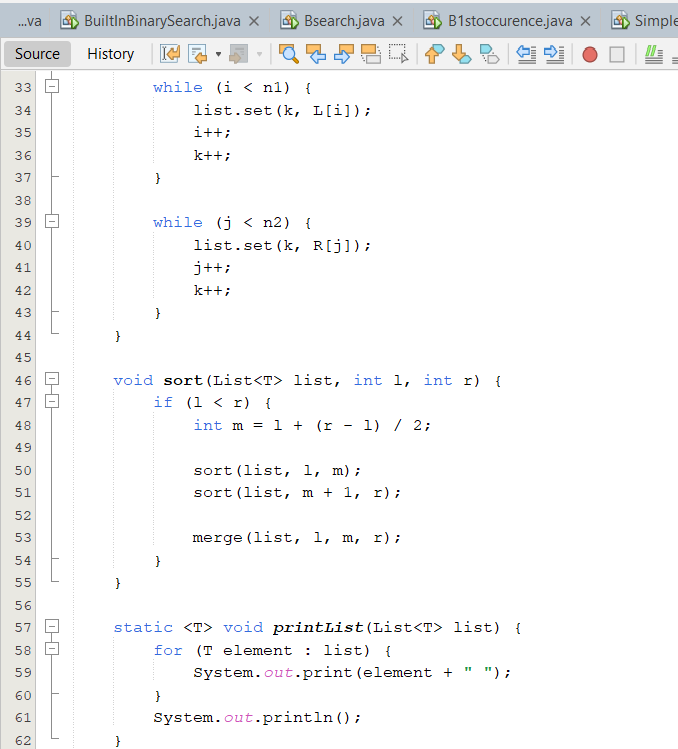 ...va BuiltInBinarySearch.java × Bsearch.java × B1stoccurence.java × Simple
Source History
33 while (i < n1) {
34 list.set(k, L[i]);
35 i++;
36 k++;
37 }
38
39 while (j < n2) {
40 list.set(k, R[j]);
41 j++;
42 k++;
43 }
44 }
45
46 void sort(List<T> list, int l, int r) {
47 if (l < r) {
48 int m = l + (r - l) / 2;
49
50 sort(list, l, m);
51 sort(list, m + 1, r);
52
53 merge(list, l, m, r);
54 }
55 }
56
57 static <T> void printList(List<T> list) {
58 for (T element : list) {
59 System.out.print(element + " ");
60 }
61 System.out.println();
62 }